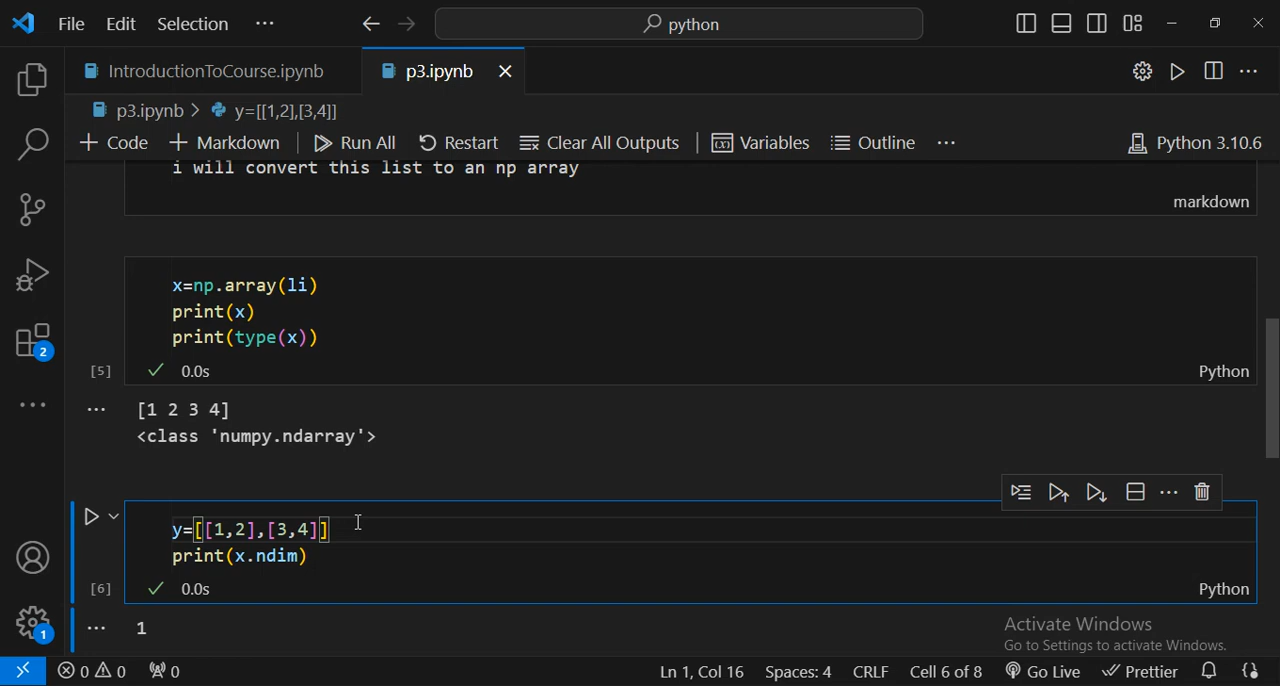 File Edit Selection ··· python
IntroductionToCourse.ipynb p3.ipynb
p3.ipynb > y=[[1,2],[3,4]]
+ Code + Markdown | Run All Restart Clear All Outputs | Variables Outline ··· Python 3.10.6
i will convert this list to an np array
markdown
x=np.array(li)
print(x)
print(type(x))
[5] 0.0s Python
··· [1 2 3 4]
<class 'numpy.ndarray'>
y=[[1,2],[3,4]]
print(x.ndim)
[6] 0.0s Python
··· 1
Activate Windows
Go to Settings to activate Windows.
2
1
0 0 0 Ln 1, Col 16 Spaces: 4 CRLF Cell 6 of 8 Go Live Prettier